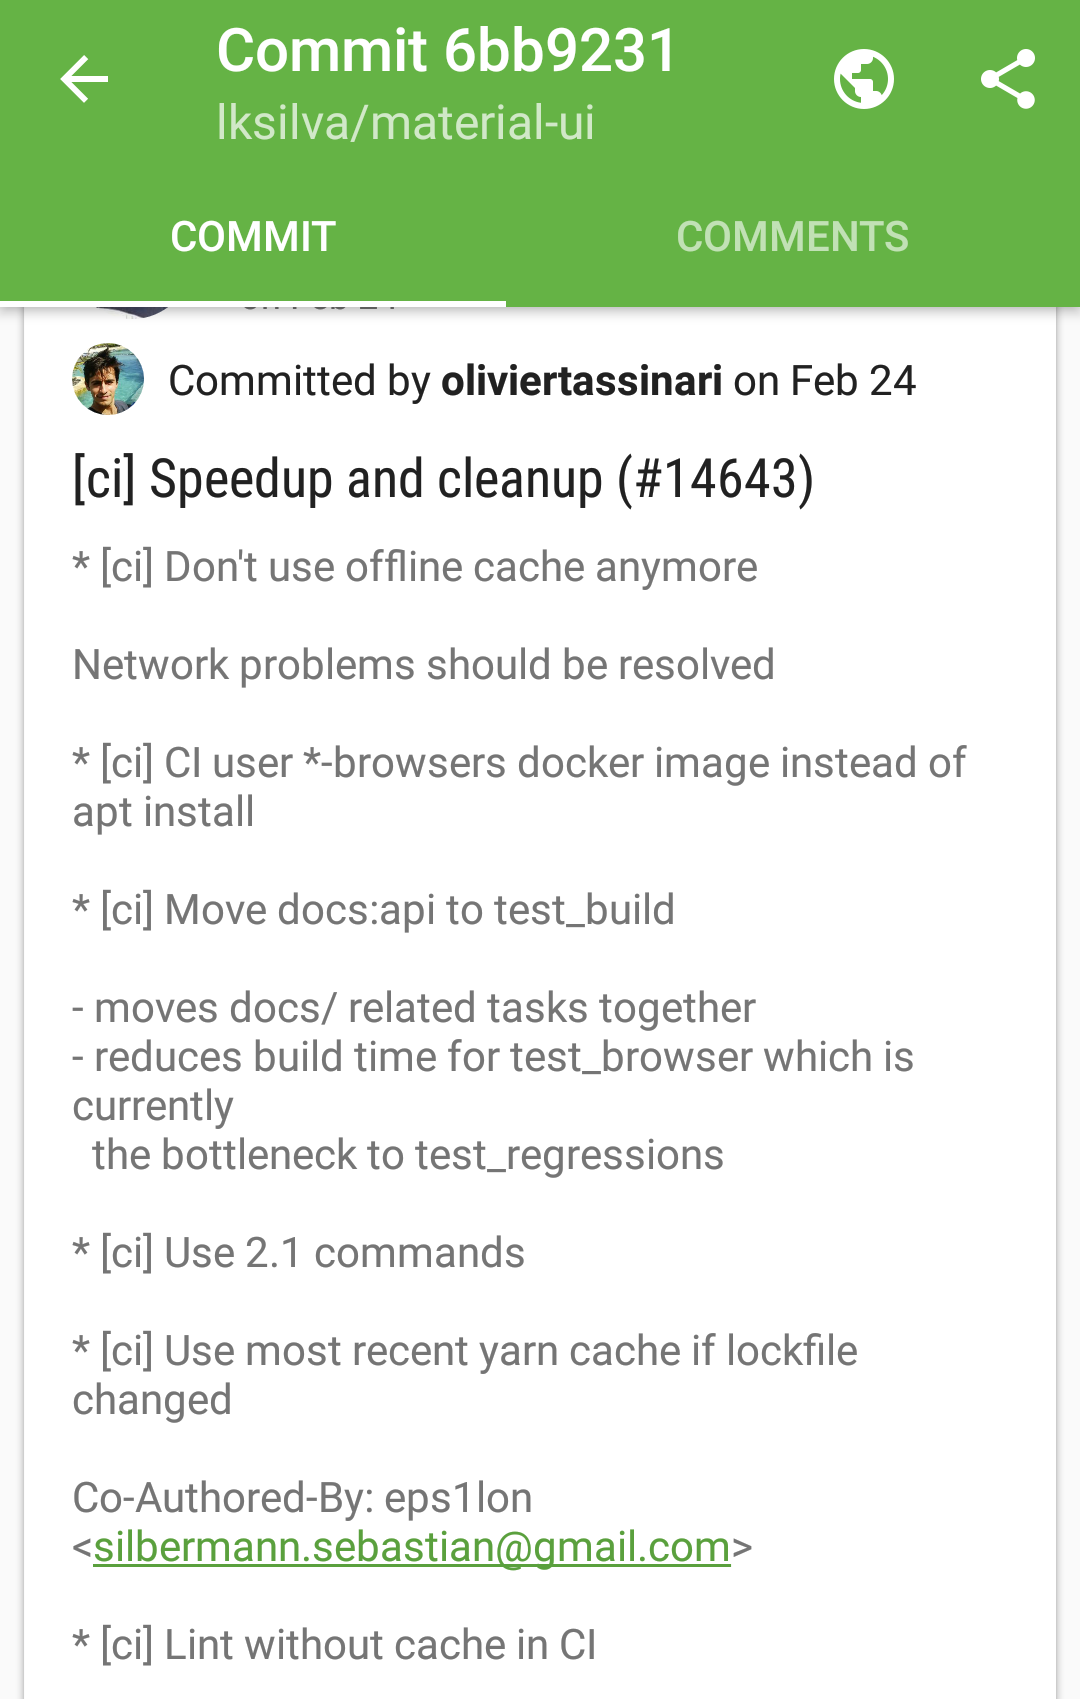 Commit 6bb9231
lksilva/material-ui
COMMIT
COMMENTS
Committed by oliviertassinari on Feb 24
[ci] Speedup and cleanup (#14643)
* [ci] Don't use offline cache anymore
Network problems should be resolved
* [ci] CI user *-browsers docker image instead of
apt install
* [ci] Move docs:api to test_build
- moves docs/ related tasks together
- reduces build time for test_browser which is
currently
the bottleneck to test_regressions
* [ci] Use 2.1 commands
* [ci] Use most recent yarn cache if lockfile
changed
Co-Authored-By: eps1lon
<silbermann.sebastian@gmail.com>
* [ci] Lint without cache in CI